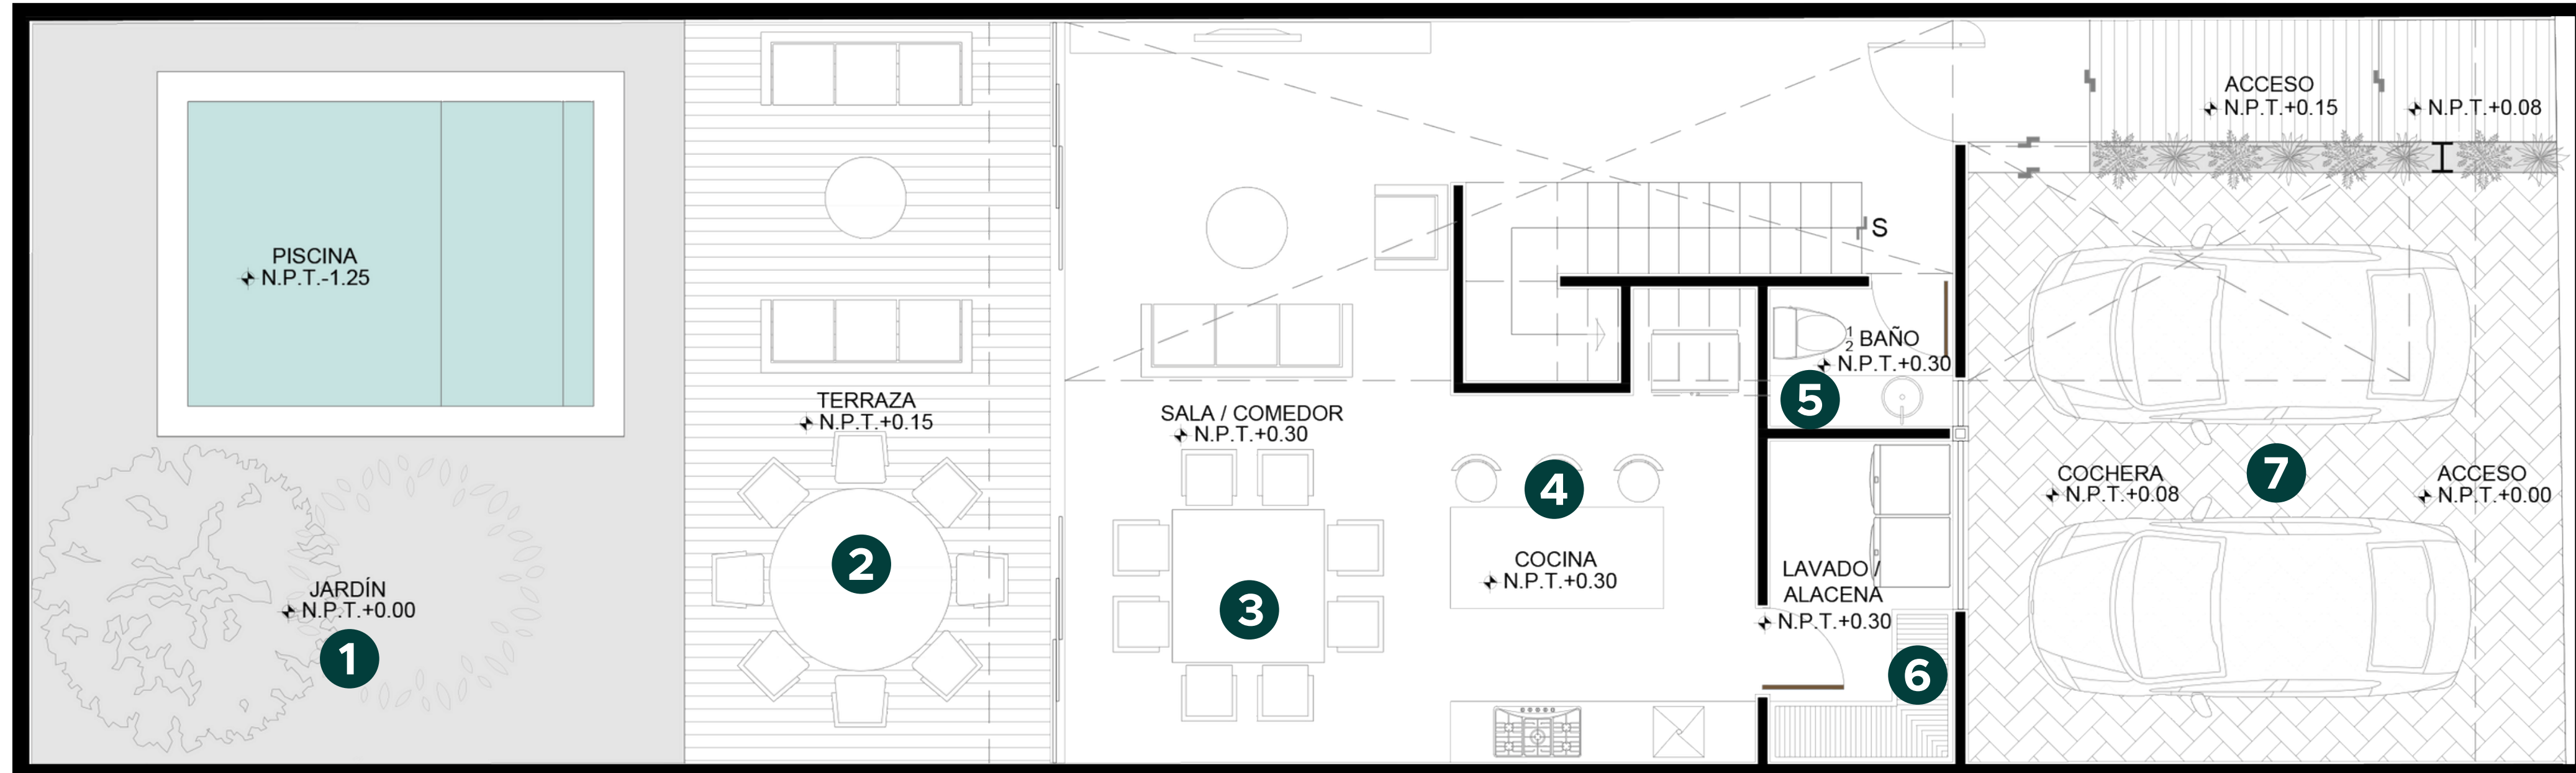 PISCINA
N.P.T.-1.25
JARDÍN
N.P.T.+0.00
1
TERRAZA
N.P.T.+0.15
2
SALA / COMEDOR
N.P.T.+0.30
3
4
COCINA
N.P.T.+0.30
S
1/2 BAÑO
N.P.T.+0.30
5
LAVADO /
ALACENA
N.P.T.+0.30
6
ACCESO
N.P.T.+0.15
N.P.T.+0.08
COCHERA
N.P.T.+0.08
7
ACCESO
N.P.T.+0.00